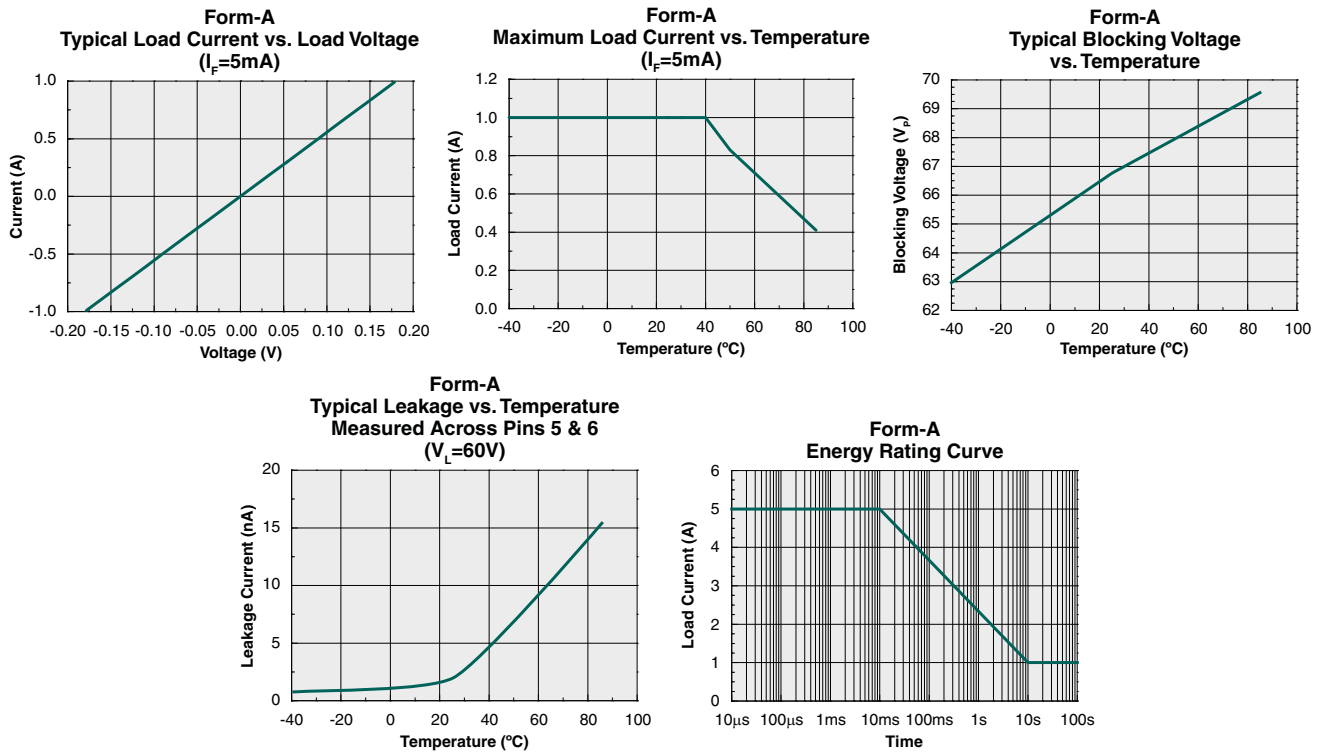 Form-A
Typical Load Current vs. Load Voltage
(IF=5mA)
Current (A)
1.0
0.5
0.0
-0.5
-1.0
-0.20 -0.15 -0.10 -0.05 0.00 0.05 0.10 0.15 0.20
Voltage (V)
Form-A
Maximum Load Current vs. Temperature
(IF=5mA)
Load Current (A)
1.2
1.0
0.8
0.6
0.4
0.2
0.0
-40 -20 0 20 40 60 80 100
Temperature (ºC)
Form-A
Typical Blocking Voltage
vs. Temperature
Blocking Voltage (VP)
70
69
68
67
66
65
64
63
62
-40 -20 0 20 40 60 80 100
Temperature (ºC)
Form-A
Typical Leakage vs. Temperature
Measured Across Pins 5 & 6
(VL=60V)
Leakage Current (nA)
20
15
10
5
0
-40 -20 0 20 40 60 80 100
Temperature (ºC)
Form-A
Energy Rating Curve
Load Current (A)
6
5
4
3
2
1
0
10µs 100µs 1ms 10ms 100ms 1s 10s 100s
Time